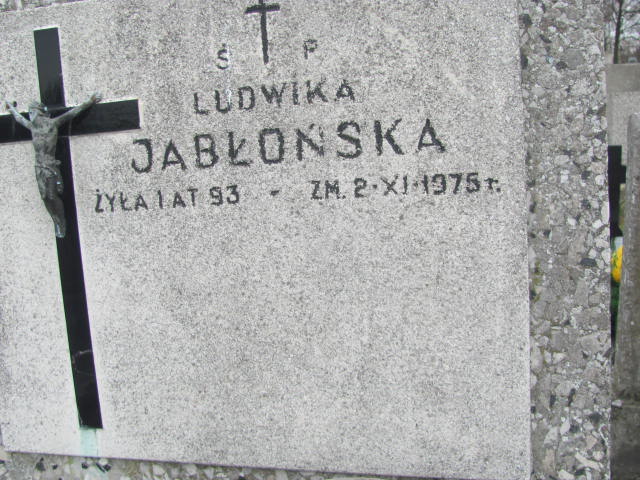 Ś P
LUDWIKA
JABŁOŃSKA
ŻYŁA LAT 93 - ZM. 2·XI·1975 r.